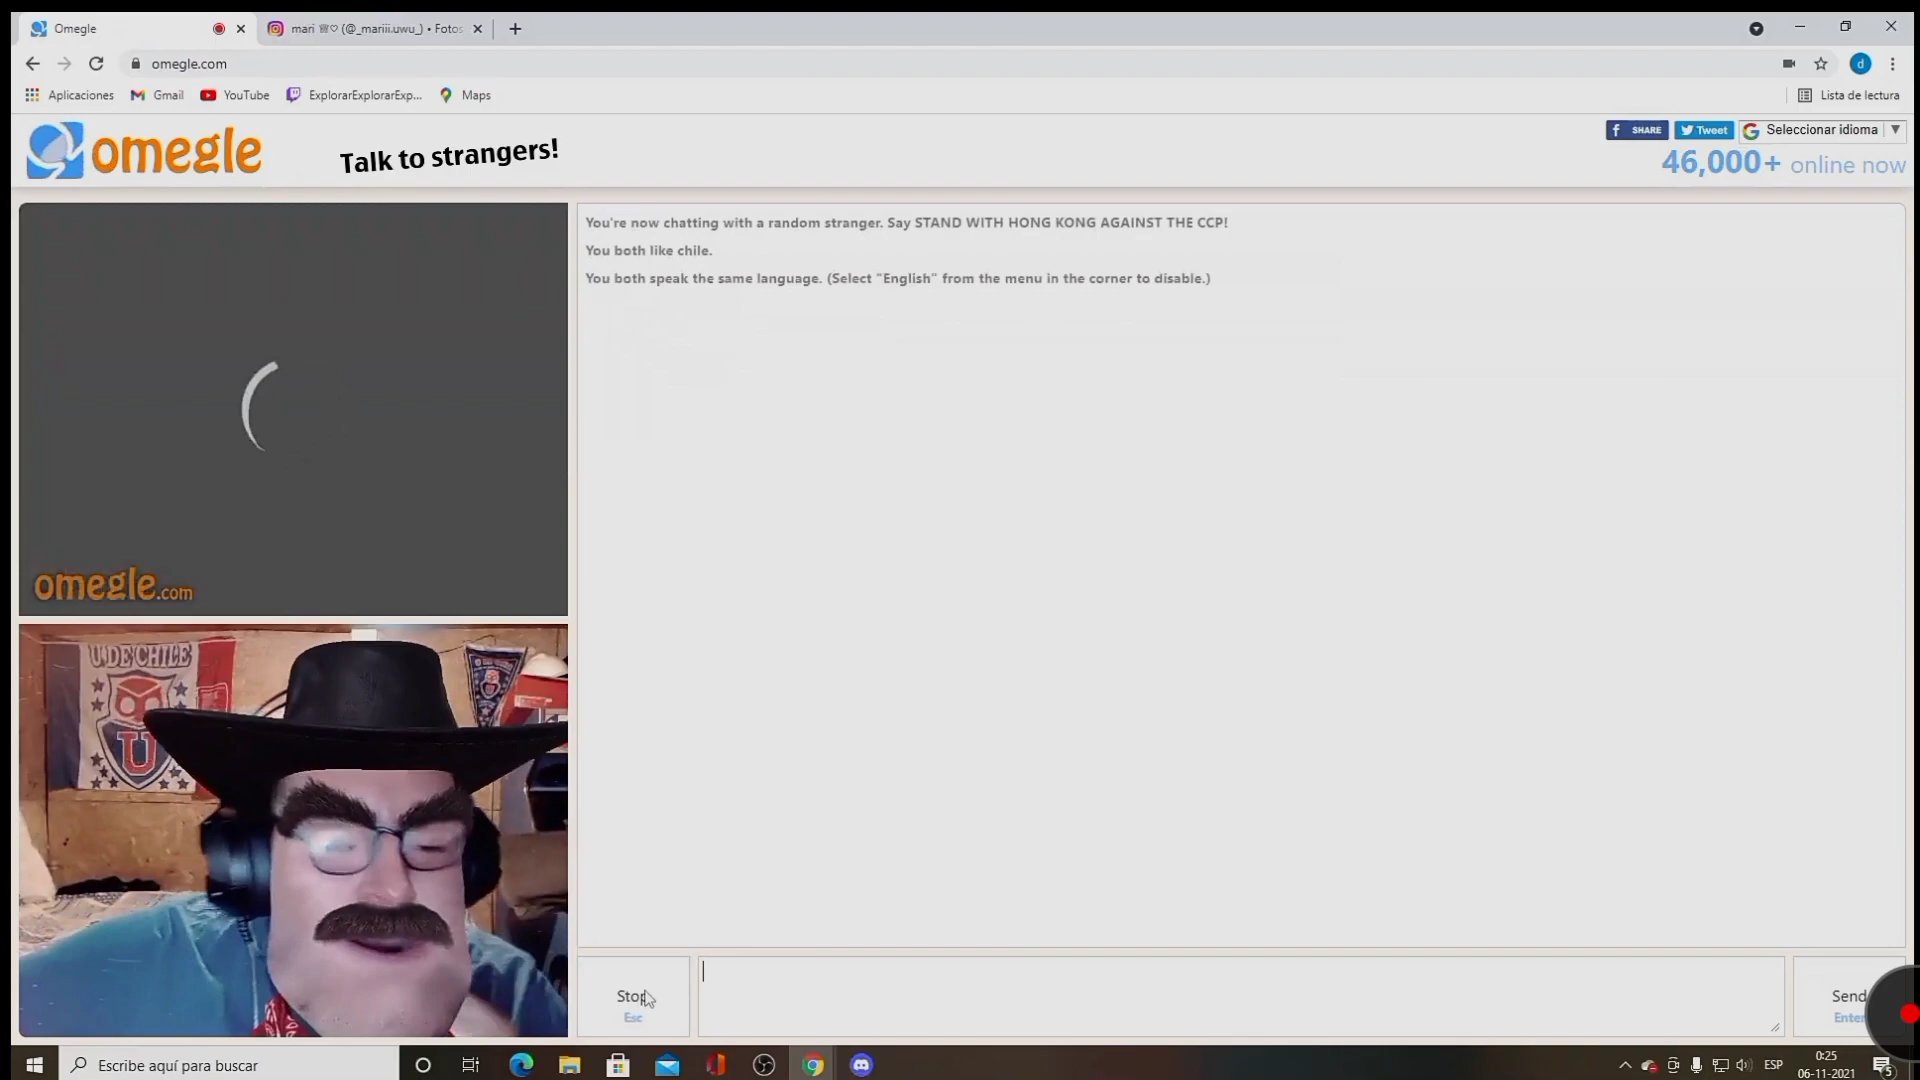 Omegle
mari ♕♡ (@_mariii.uwu_) • Fotos
omegle.com
d
Aplicaciones
Gmail
YouTube
ExplorarExplorarExp...
Maps
Lista de lectura
omegle
Talk to strangers!
SHARE
Tweet
Seleccionar idioma
46,000+ online now
You're now chatting with a random stranger. Say STAND WITH HONG KONG AGAINST THE CCP!
You both like chile.
You both speak the same language. (Select "English" from the menu in the corner to disable.)
omegle.com
U. DE CHILE
U
Stop
Esc
Send
Enter
Escribe aquí para buscar
ESP
0:25
06-11-2021
5